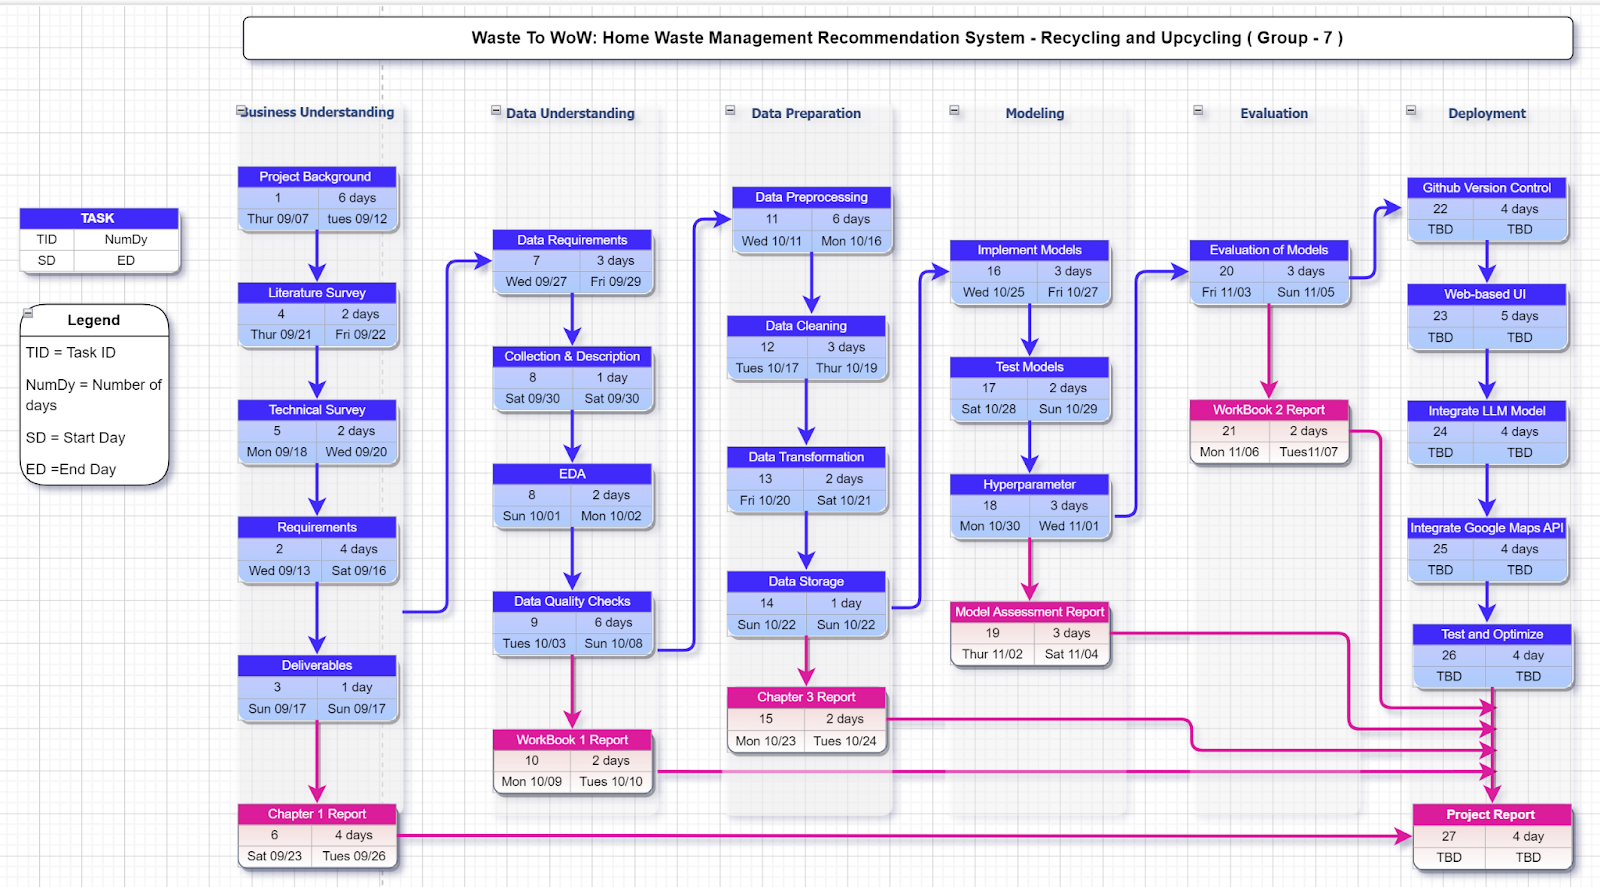 Waste To WoW: Home Waste Management Recommendation System - Recycling and Upcycling ( Group - 7 )
TASK
TID NumDy
SD ED
Legend
TID = Task ID
NumDy = Number of
days
SD = Start Day
ED =End Day
Business Understanding
Project Background
1 6 days
Thur 09/07 tues 09/12
Literature Survey
4 2 days
Thur 09/21 Fri 09/22
Technical Survey
5 2 days
Mon 09/18 Wed 09/20
Requirements
2 4 days
Wed 09/13 Sat 09/16
Deliverables
3 1 day
Sun 09/17 Sun 09/17
Chapter 1 Report
6 4 days
Sat 09/23 Tues 09/26
Data Understanding
Data Requirements
7 3 days
Wed 09/27 Fri 09/29
Collection & Description
8 1 day
Sat 09/30 Sat 09/30
EDA
8 2 days
Sun 10/01 Mon 10/02
Data Quality Checks
9 6 days
Tues 10/03 Sun 10/08
WorkBook 1 Report
10 2 days
Mon 10/09 Tues 10/10
Data Preparation
Data Preprocessing
11 6 days
Wed 10/11 Mon 10/16
Data Cleaning
12 3 days
Tues 10/17 Thur 10/19
Data Transformation
13 2 days
Fri 10/20 Sat 10/21
Data Storage
14 1 day
Sun 10/22 Sun 10/22
Chapter 3 Report
15 2 days
Mon 10/23 Tues 10/24
Modeling
Implement Models
16 3 days
Wed 10/25 Fri 10/27
Test Models
17 2 days
Sat 10/28 Sun 10/29
Hyperparameter
18 3 days
Mon 10/30 Wed 11/01
Model Assessment Report
19 3 days
Thur 11/02 Sat 11/04
Evaluation
Evaluation of Models
20 3 days
Fri 11/03 Sun 11/05
WorkBook 2 Report
21 2 days
Mon 11/06 Tues11/07
Deployment
Github Version Control
22 4 days
TBD TBD
Web-based UI
23 5 days
TBD TBD
Integrate LLM Model
24 4 days
TBD TBD
Integrate Google Maps API
25 4 days
TBD TBD
Test and Optimize
26 4 day
TBD TBD
Project Report
27 4 day
TBD TBD